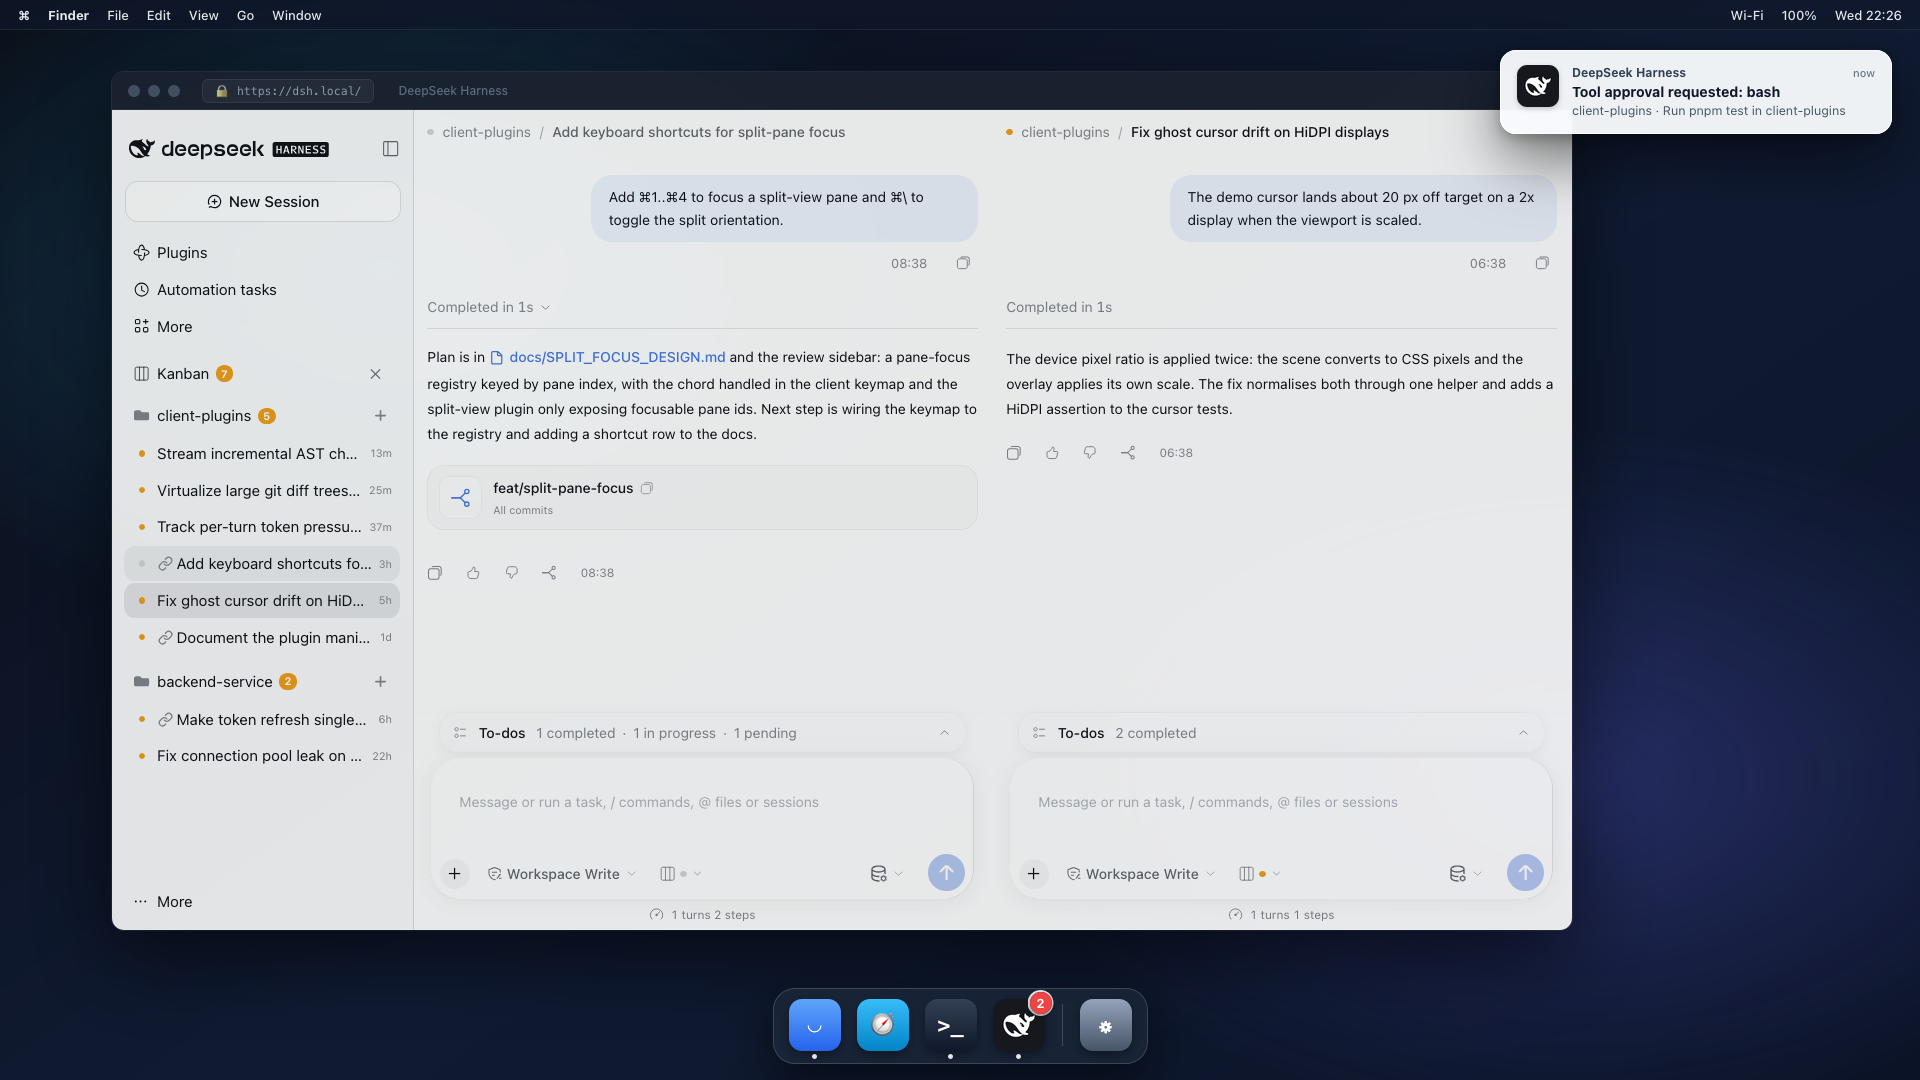 ⌘ Finder File Edit View Go Window Wi-Fi 100% Wed 22:26
https://dsh.local/ DeepSeek Harness
DeepSeek Harness now
Tool approval requested: bash
client-plugins · Run pnpm test in client-plugins
deepseek HARNESS
New Session
Plugins
Automation tasks
More
Kanban 7
client-plugins 5
Stream incremental AST ch... 13m
Virtualize large git diff trees... 25m
Track per-turn token pressu... 37m
Add keyboard shortcuts fo... 3h
Fix ghost cursor drift on HiD... 5h
Document the plugin mani... 1d
backend-service 2
Make token refresh single... 6h
Fix connection pool leak on ... 22h
More
client-plugins / Add keyboard shortcuts for split-pane focus
Add ⌘1..⌘4 to focus a split-view pane and ⌘\ to
toggle the split orientation.
08:38
Completed in 1s
Plan is in docs/SPLIT_FOCUS_DESIGN.md and the review sidebar: a pane-focus
registry keyed by pane index, with the chord handled in the client keymap and the
split-view plugin only exposing focusable pane ids. Next step is wiring the keymap to
the registry and adding a shortcut row to the docs.
feat/split-pane-focus
All commits
08:38
To-dos 1 completed · 1 in progress · 1 pending
Message or run a task, / commands, @ files or sessions
Workspace Write
1 turns 2 steps
client-plugins / Fix ghost cursor drift on HiDPI displays
The demo cursor lands about 20 px off target on a 2x
display when the viewport is scaled.
06:38
Completed in 1s
The device pixel ratio is applied twice: the scene converts to CSS pixels and the
overlay applies its own scale. The fix normalises both through one helper and adds a
HiDPI assertion to the cursor tests.
06:38
To-dos 2 completed
Message or run a task, / commands, @ files or sessions
Workspace Write
1 turns 1 steps
>_
2